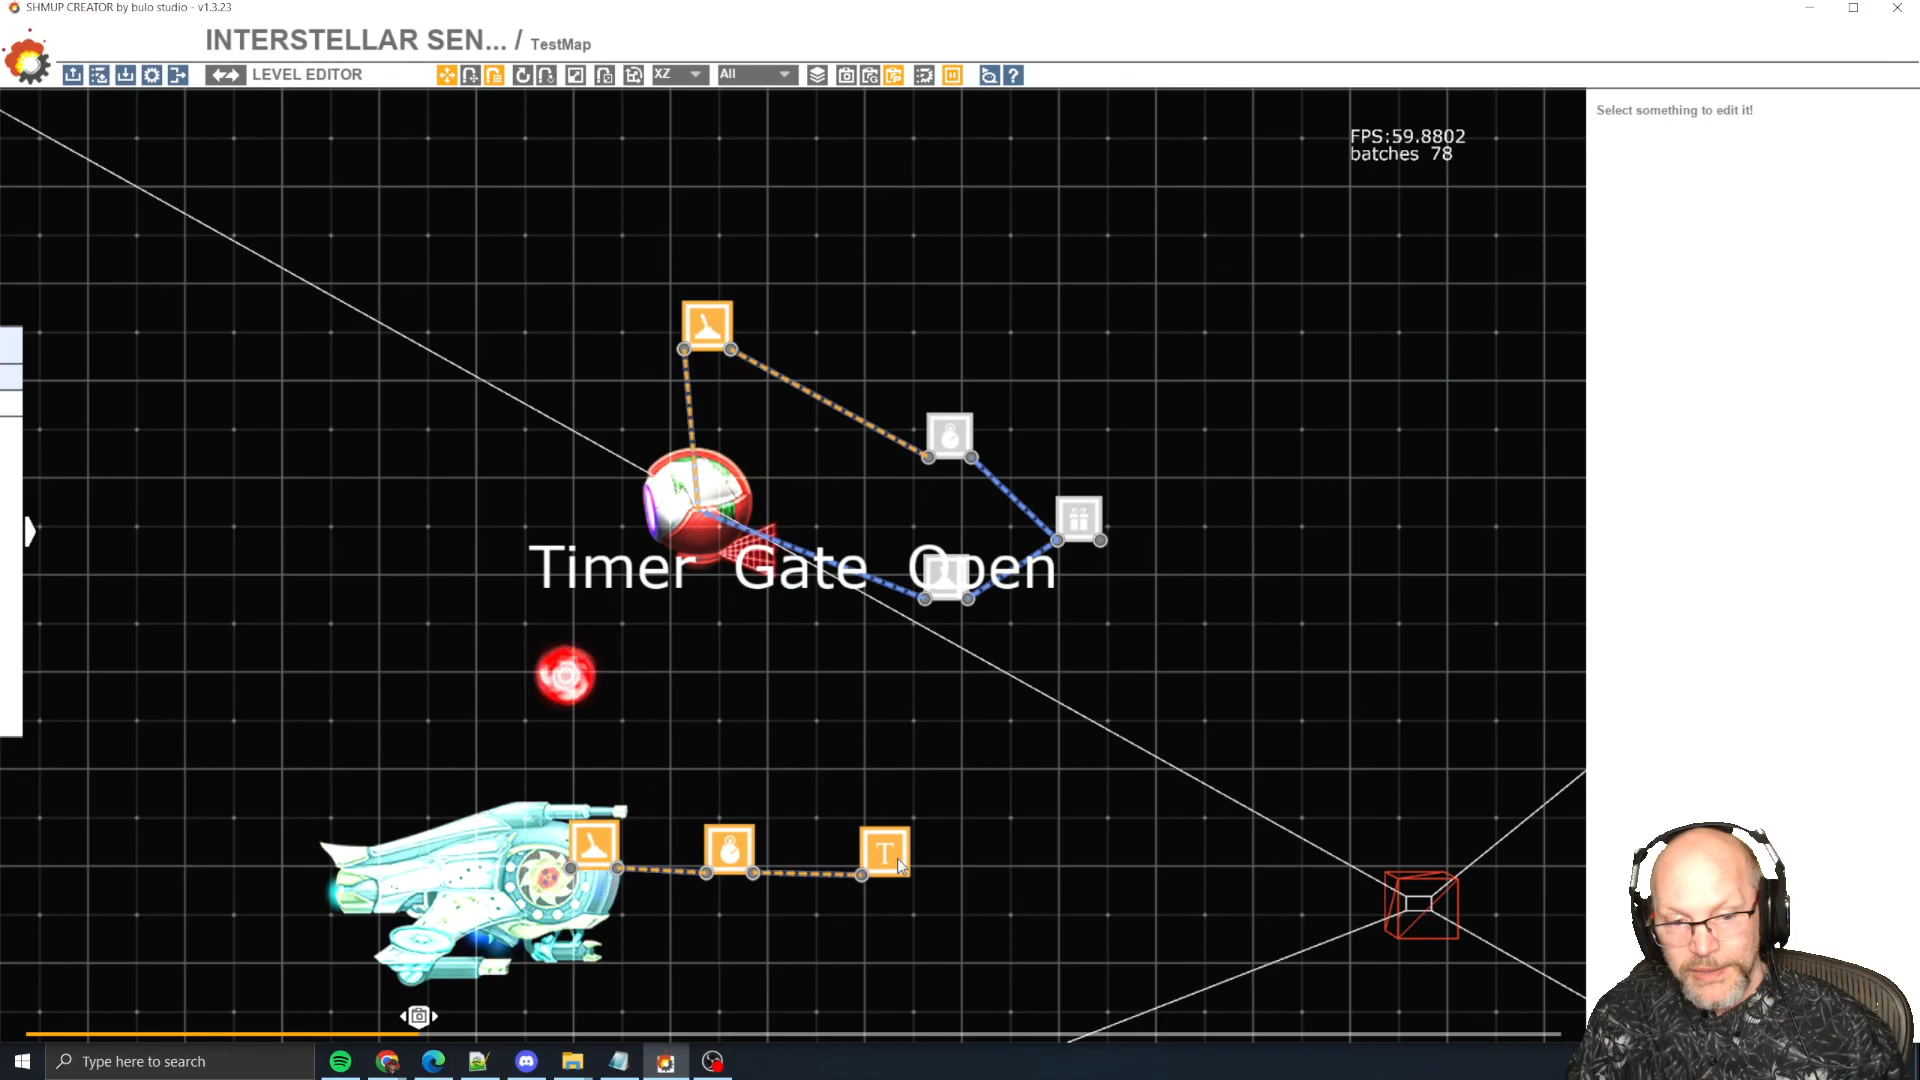 SHMUP CREATOR by bulo studio - v1.3.23
INTERSTELLAR SEN... / TestMap
LEVEL EDITOR
XZ
All
?
Select something to edit it!
FPS:59.8802
batches 78
Timer Gate Open
T
Type here to search